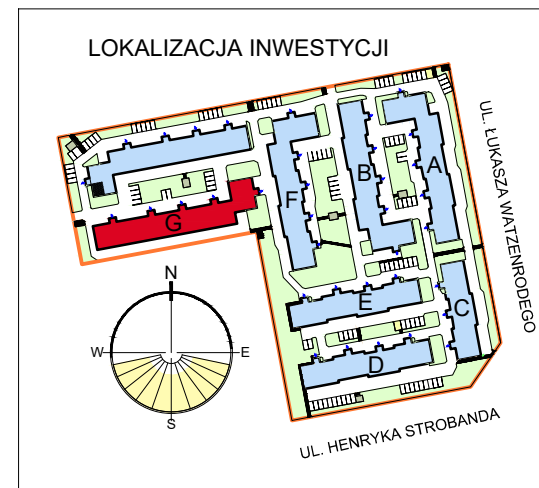 LOKALIZACJA INWESTYCJI
UL. ŁUKASZA WATZENRODEGO
A
B
F
G
C
E
D
N
W
E
S
UL. HENRYKA STROBANDA